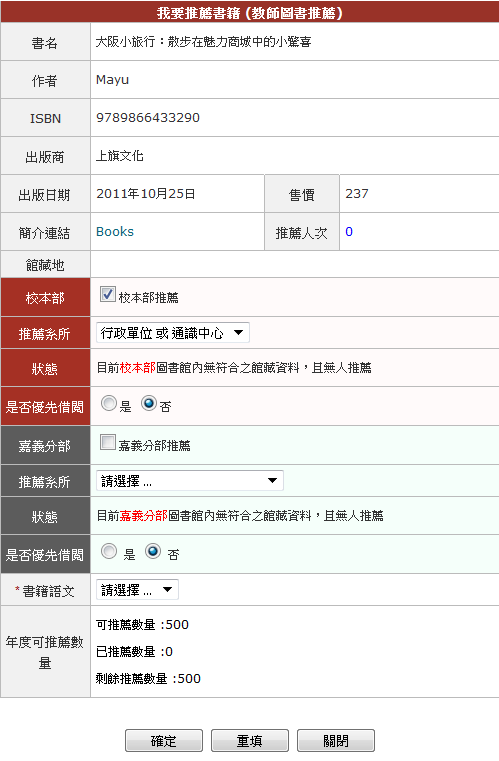 我要推薦書籍 (教師圖書推薦)
書名 大阪小旅行：散步在魅力商城中的小驚喜
作者 Mayu
ISBN 9789866433290
出版商 上旗文化
出版日期 2011年10月25日 售價 237
簡介連結 Books 推薦人次 0
館藏地
校本部 校本部推薦
推薦系所 行政單位 或 通識中心
狀態 目前校本部圖書館內無符合之館藏資料，且無人推薦
是否優先借閱 是 否
嘉義分部 嘉義分部推薦
推薦系所 請選擇 ...
狀態 目前嘉義分部圖書館內無符合之館藏資料，且無人推薦
是否優先借閱 是 否
*書籍語文 請選擇 ...
年度可推薦數
量
可推薦數量 :500
已推薦數量 :0
剩餘推薦數量 :500
確定 重填 關閉